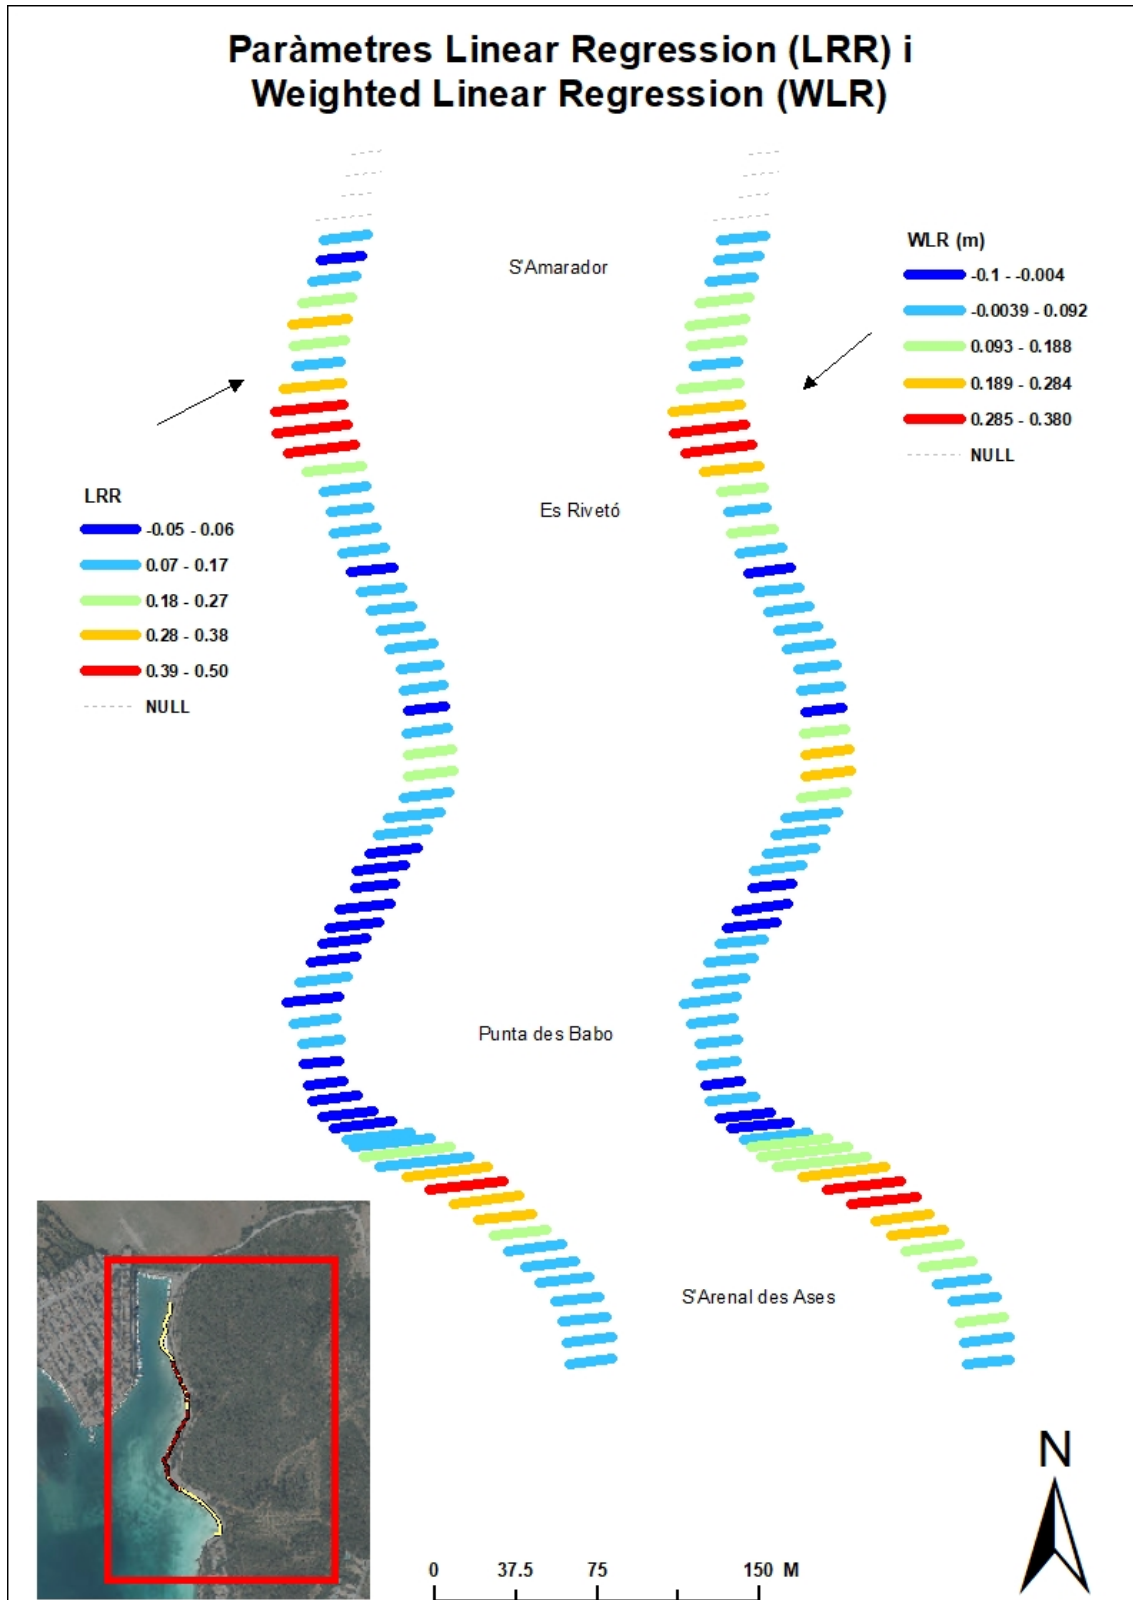 Paràmetres Linear Regression (LRR) i
Weighted Linear Regression (WLR)
S'Amarador
WLR (m)
-0.1 - -0.004
-0.0039 - 0.092
0.093 - 0.188
0.189 - 0.284
0.285 - 0.380
NULL
Es Rivetó
LRR
-0.05 - 0.06
0.07 - 0.17
0.18 - 0.27
0.28 - 0.38
0.39 - 0.50
NULL
Punta des Babo
S'Arenal des Ases
N
0 37.5 75 150 M